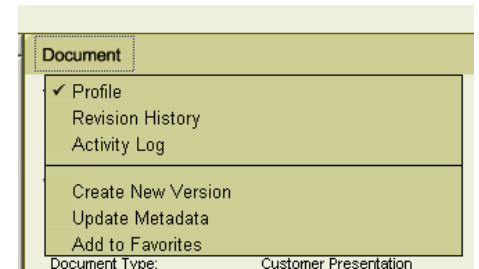 Document
✓ Profile
Revision History
Activity Log
Create New Version
Update Metadata
Add to Favorites
Document Type: Customer Presentation